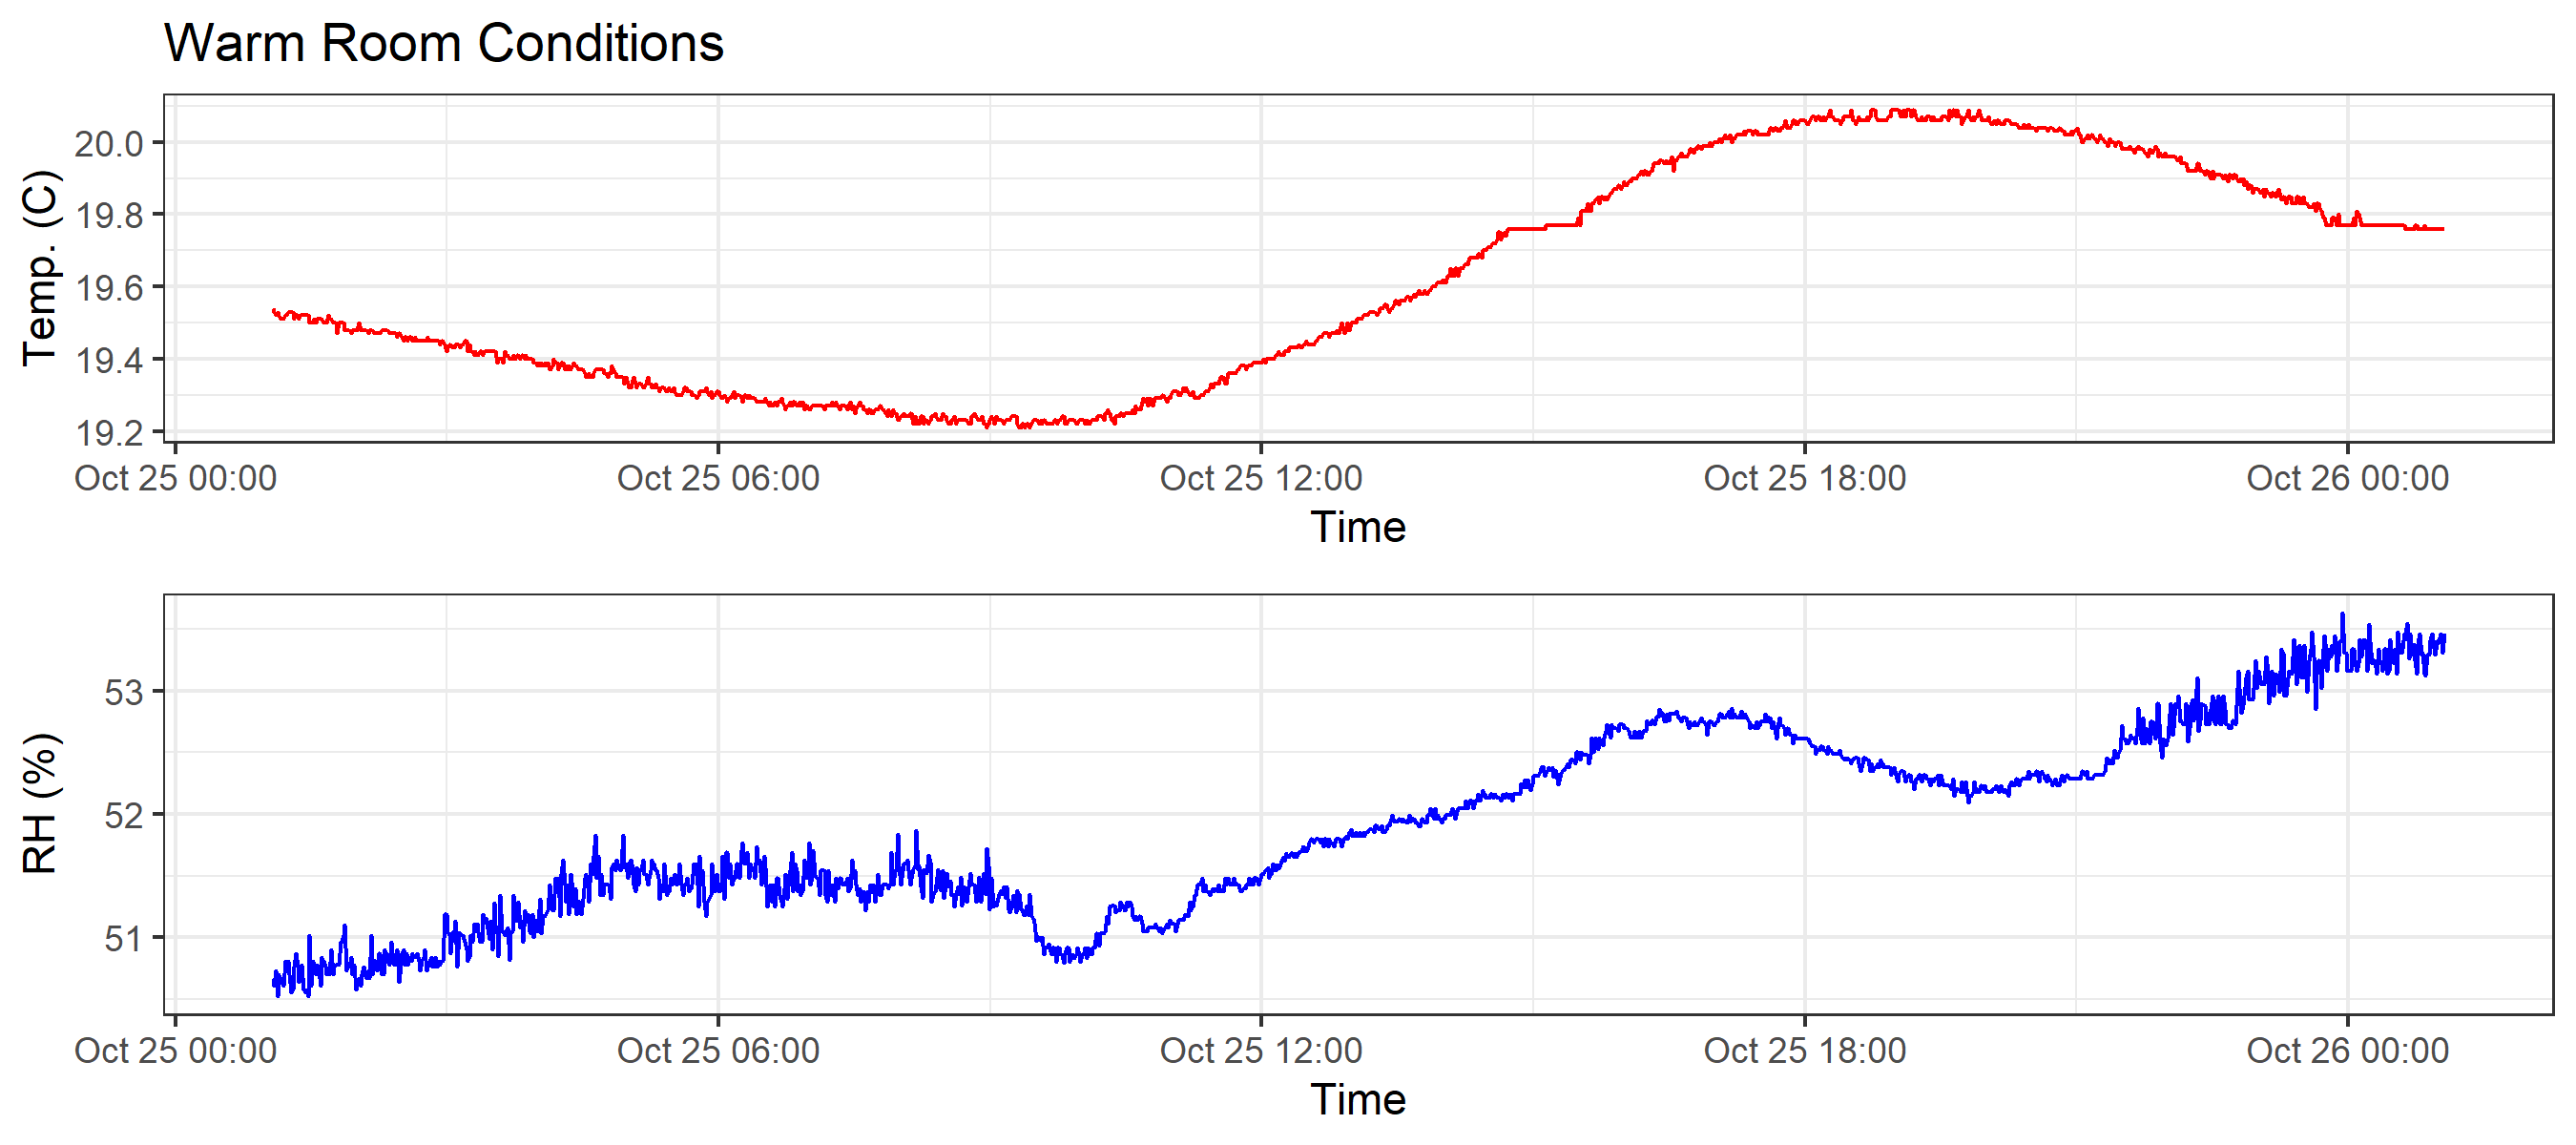 Warm Room Conditions
Temp. (C)
20.0
19.8
19.6
19.4
19.2
Oct 25 00:00 Oct 25 06:00 Oct 25 12:00 Oct 25 18:00 Oct 26 00:00
Time
RH (%)
53
52
51
Oct 25 00:00 Oct 25 06:00 Oct 25 12:00 Oct 25 18:00 Oct 26 00:00
Time